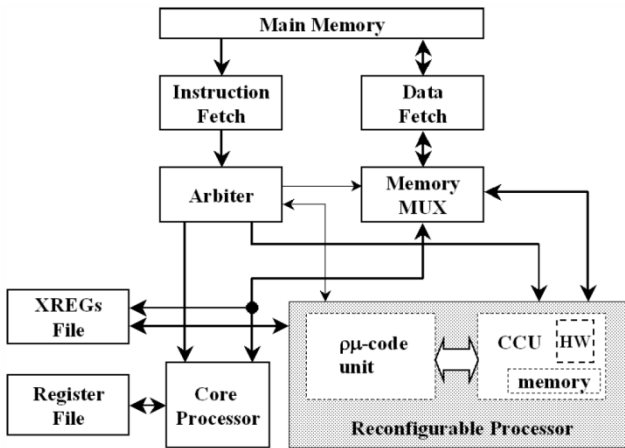 Main Memory
Instruction
Fetch
Data
Fetch
Arbiter
Memory
MUX
XREGs
File
ρμ-code
unit
CCU
HW
memory
Register
File
Core
Processor
Reconfigurable Processor